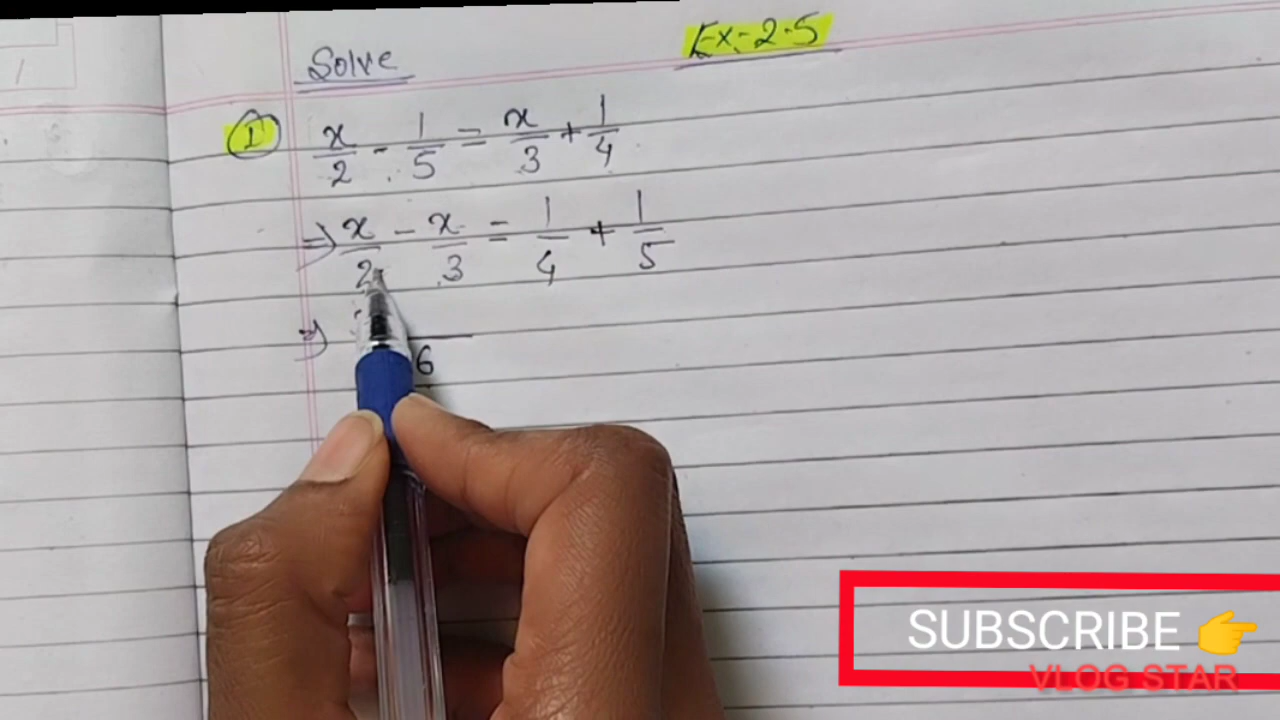 Ex-2.5
Solve
1 x/2 - 1/5 = x/3 + 1/4
⇒ x/2 - x/3 = 1/4 + 1/5
⇒ /6
SUBSCRIBE 👉
VLOG STAR